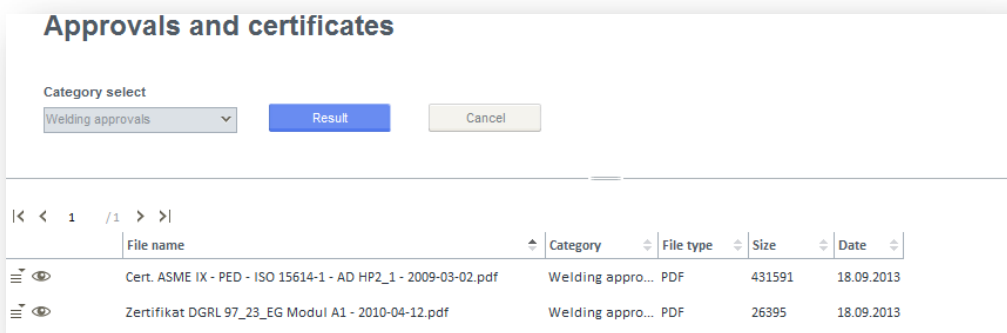 Approvals and certificates
Category select
Welding approvals
Result
Cancel
1 /1
File name Category File type Size Date
Cert. ASME IX - PED - ISO 15614-1 - AD HP2_1 - 2009-03-02.pdf Welding appro... PDF 431591 18.09.2013
Zertifikat DGRL 97_23_EG Modul A1 - 2010-04-12.pdf Welding appro... PDF 26395 18.09.2013